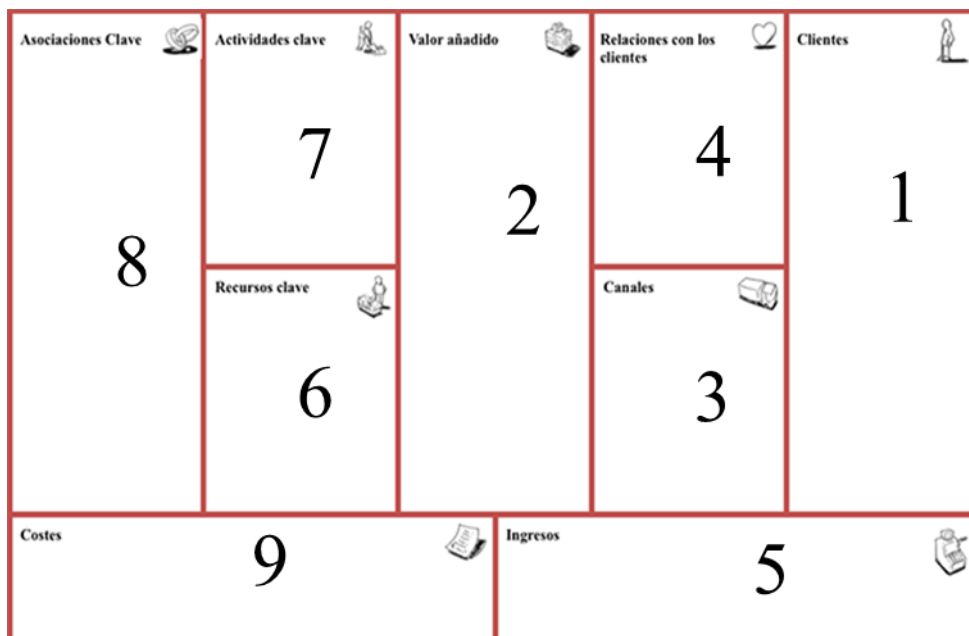 Asociaciones Clave
8
Actividades clave
7
Recursos clave
6
Valor añadido
2
Relaciones con los
clientes
4
Canales
3
Clientes
1
Costes
9
Ingresos
5